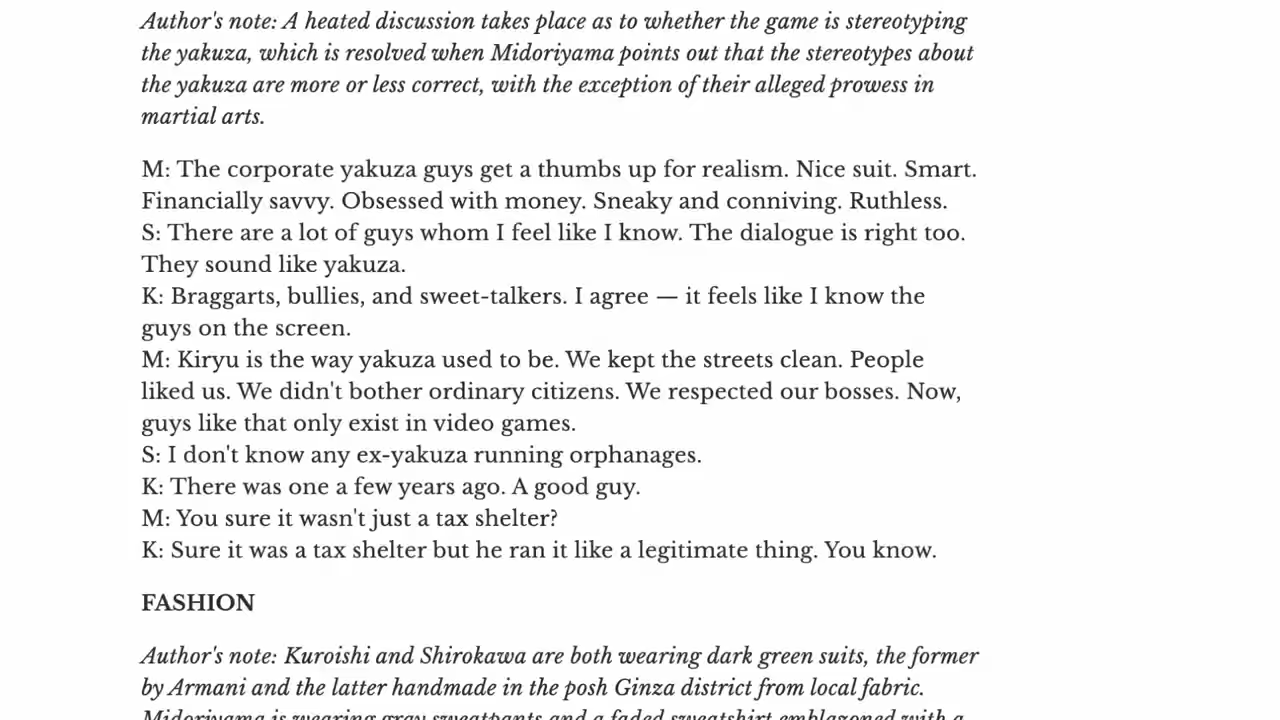 Author's note: A heated discussion takes place as to whether the game is stereotyping
the yakuza, which is resolved when Midoriyama points out that the stereotypes about
the yakuza are more or less correct, with the exception of their alleged prowess in
martial arts.
M: The corporate yakuza guys get a thumbs up for realism. Nice suit. Smart.
Financially savvy. Obsessed with money. Sneaky and conniving. Ruthless.
S: There are a lot of guys whom I feel like I know. The dialogue is right too.
They sound like yakuza.
K: Braggarts, bullies, and sweet-talkers. I agree — it feels like I know the
guys on the screen.
M: Kiryu is the way yakuza used to be. We kept the streets clean. People
liked us. We didn't bother ordinary citizens. We respected our bosses. Now,
guys like that only exist in video games.
S: I don't know any ex-yakuza running orphanages.
K: There was one a few years ago. A good guy.
M: You sure it wasn't just a tax shelter?
K: Sure it was a tax shelter but he ran it like a legitimate thing. You know.
FASHION
Author's note: Kuroishi and Shirokawa are both wearing dark green suits, the former
by Armani and the latter handmade in the posh Ginza district from local fabric.
Midoriyama is wearing gray sweatpants and a faded sweatshirt emblazoned with a